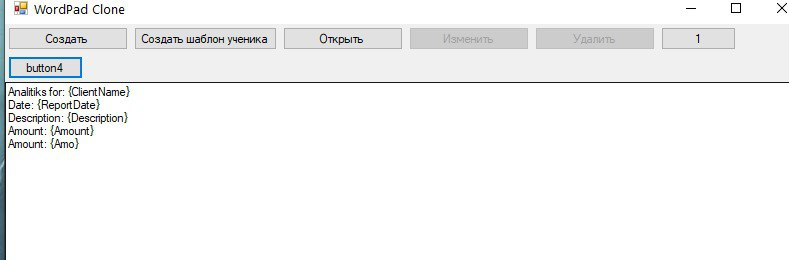 WordPad Clone
Создать Создать шаблон ученика Открыть Изменить Удалить 1
button4
Analitiks for: {ClientName}
Date: {ReportDate}
Description: {Description}
Amount: {Amount}
Amount: {Amo}